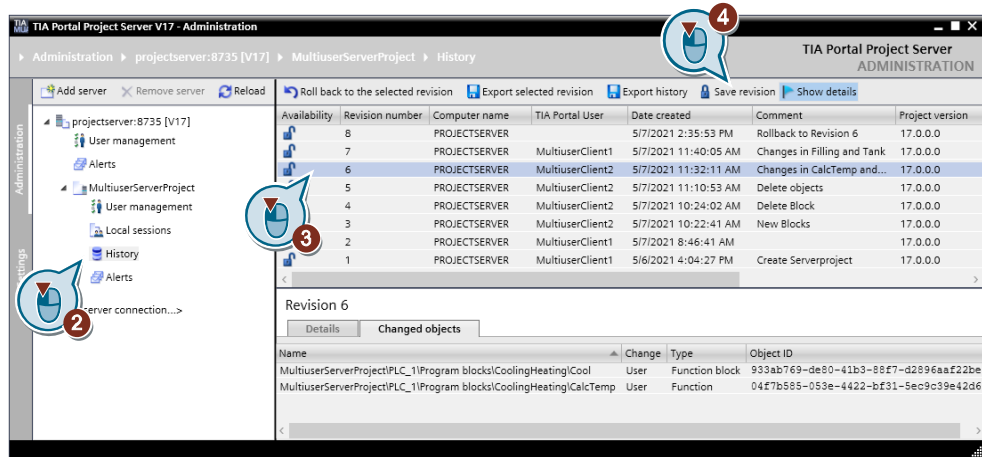 TIA MU TIA Portal Project Server V17 - Administration
4
Administration projectserver:8735 [V17] MultiuserServerProject History
TIA Portal Project Server
ADMINISTRATION
Add server Remove server Reload
Roll back to the selected revision Export selected revision Export history Save revision Show details
Administration
projectserver:8735 [V17]
User management
Alerts
MultiuserServerProject
User management
Local sessions
History
Alerts
server connection...>
2
Availability Revision number Computer name TIA Portal User Date created Comment Project version
8 PROJECTSERVER 5/7/2021 2:35:53 PM Rollback to Revision 6 17.0.0.0
7 PROJECTSERVER MultiuserClient1 5/7/2021 11:40:05 AM Changes in Filling and Tank 17.0.0.0
6 PROJECTSERVER MultiuserClient2 5/7/2021 11:32:11 AM Changes in CalcTemp and... 17.0.0.0
5 PROJECTSERVER MultiuserClient2 5/7/2021 11:10:53 AM Delete objects 17.0.0.0
4 PROJECTSERVER MultiuserClient2 5/7/2021 10:24:02 AM Delete Block 17.0.0.0
3 PROJECTSERVER MultiuserClient2 5/7/2021 10:22:41 AM New Blocks 17.0.0.0
2 PROJECTSERVER MultiuserClient1 5/7/2021 8:46:41 AM 17.0.0.0
1 PROJECTSERVER MultiuserClient1 5/6/2021 4:04:27 PM Create Serverproject 17.0.0.0
3
Revision 6
Details Changed objects
Name Change Type Object ID
MultiuserServerProject\PLC_1\Program blocks\CoolingHeating\Cool User Function block 933ab769-de80-41b3-88f7-d2896aaf22be
MultiuserServerProject\PLC_1\Program blocks\CoolingHeating\CalcTemp User Function 04f7b585-053e-4422-bf31-5ec9c39e42d6